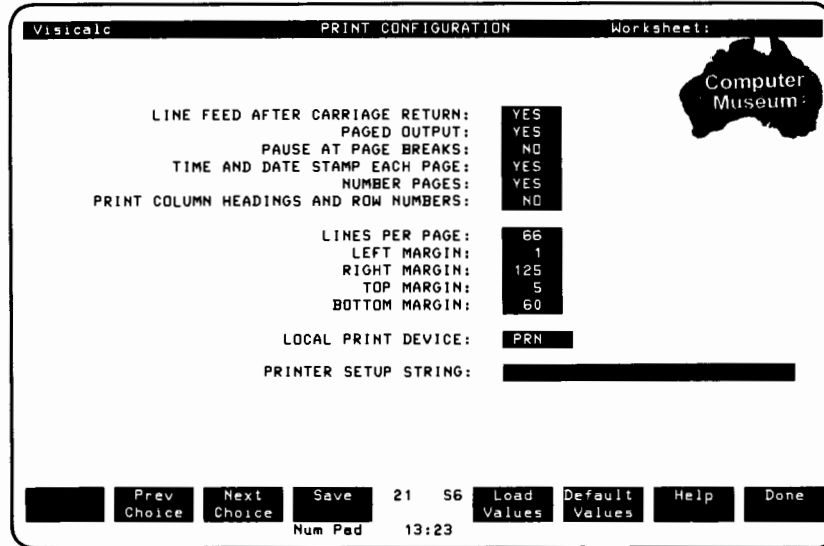 Visicalc PRINT CONFIGURATION Worksheet:
Computer
Museum
LINE FEED AFTER CARRIAGE RETURN: YES
PAGED OUTPUT: YES
PAUSE AT PAGE BREAKS: NO
TIME AND DATE STAMP EACH PAGE: YES
NUMBER PAGES: YES
PRINT COLUMN HEADINGS AND ROW NUMBERS: NO
LINES PER PAGE: 66
LEFT MARGIN: 1
RIGHT MARGIN: 125
TOP MARGIN: 5
BOTTOM MARGIN: 60
LOCAL PRINT DEVICE: PRN
PRINTER SETUP STRING:
Prev Next Save 21 S6 Load Default Help Done
Choice Choice Values Values
Num Pad 13:23